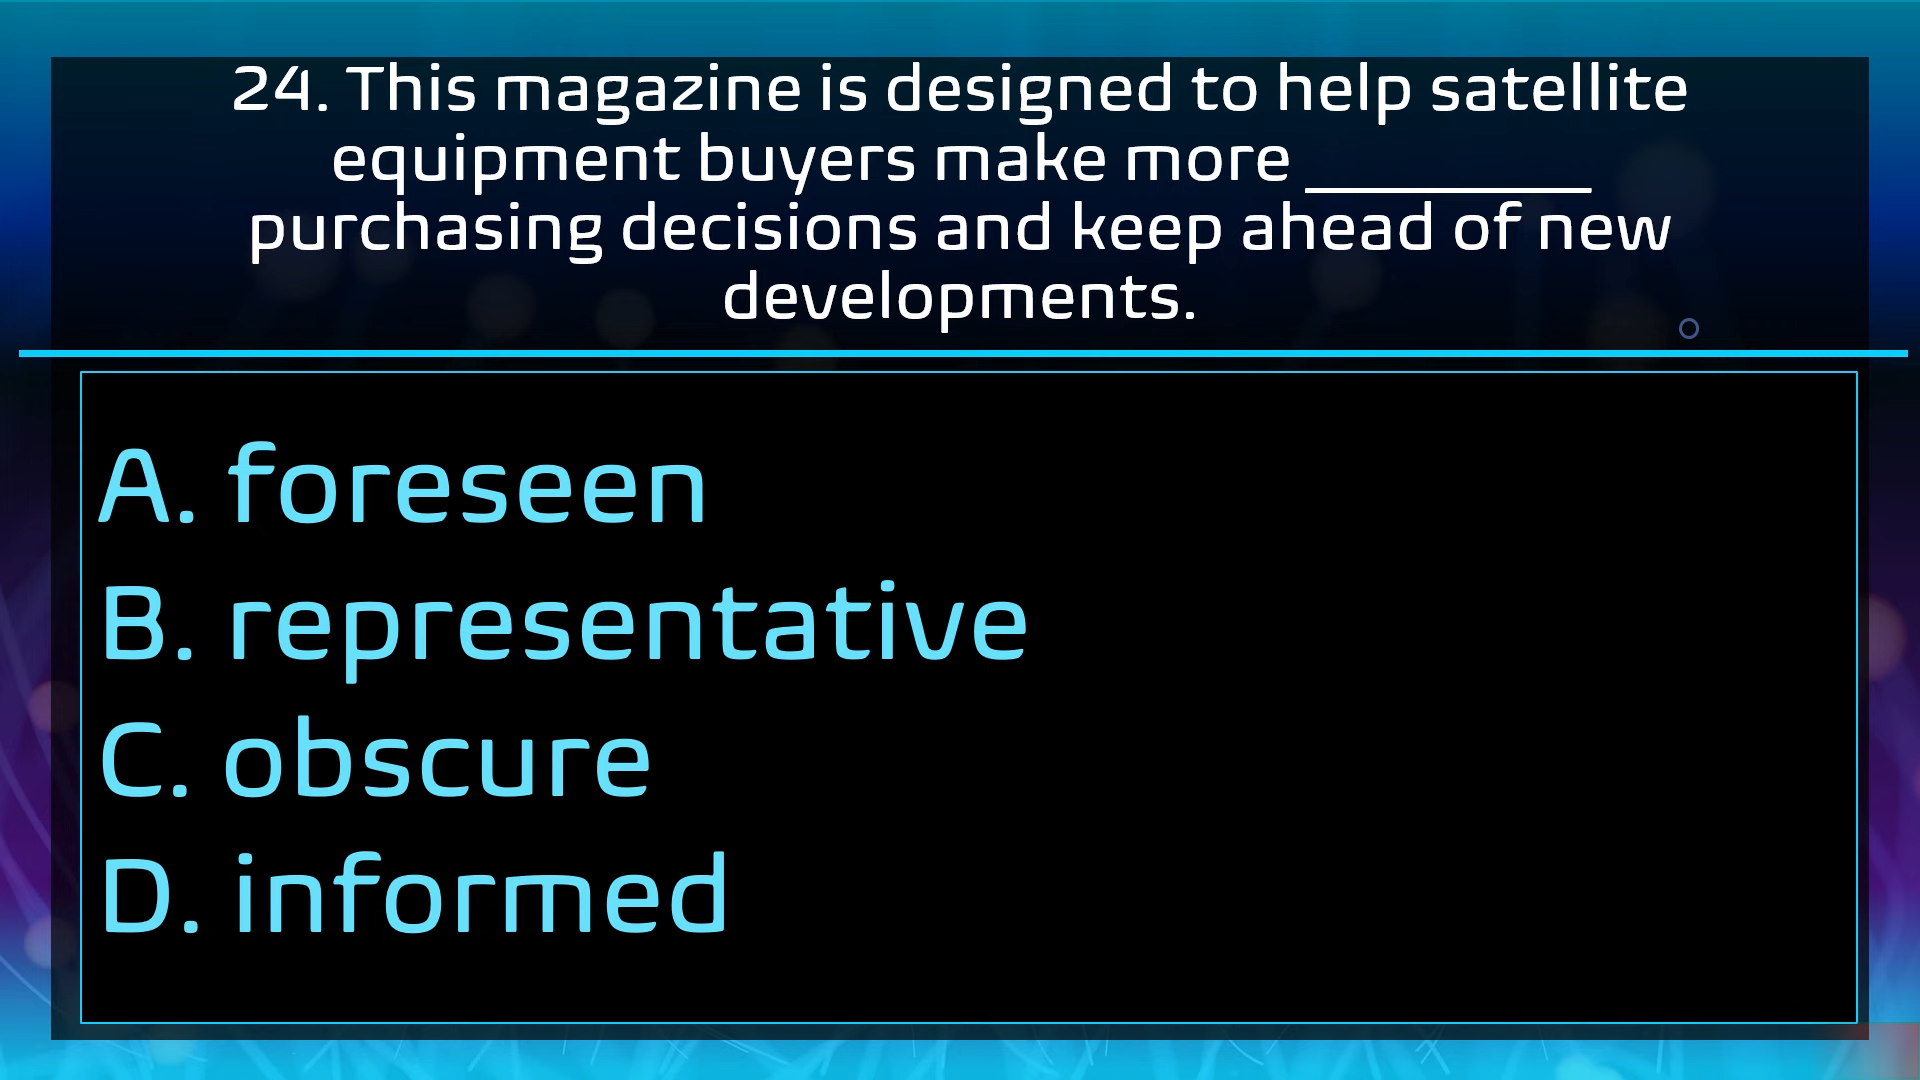 24. This magazine is designed to help satellite
equipment buyers make more _________
purchasing decisions and keep ahead of new
developments.
A. foreseen
B. representative
C. obscure
D. informed